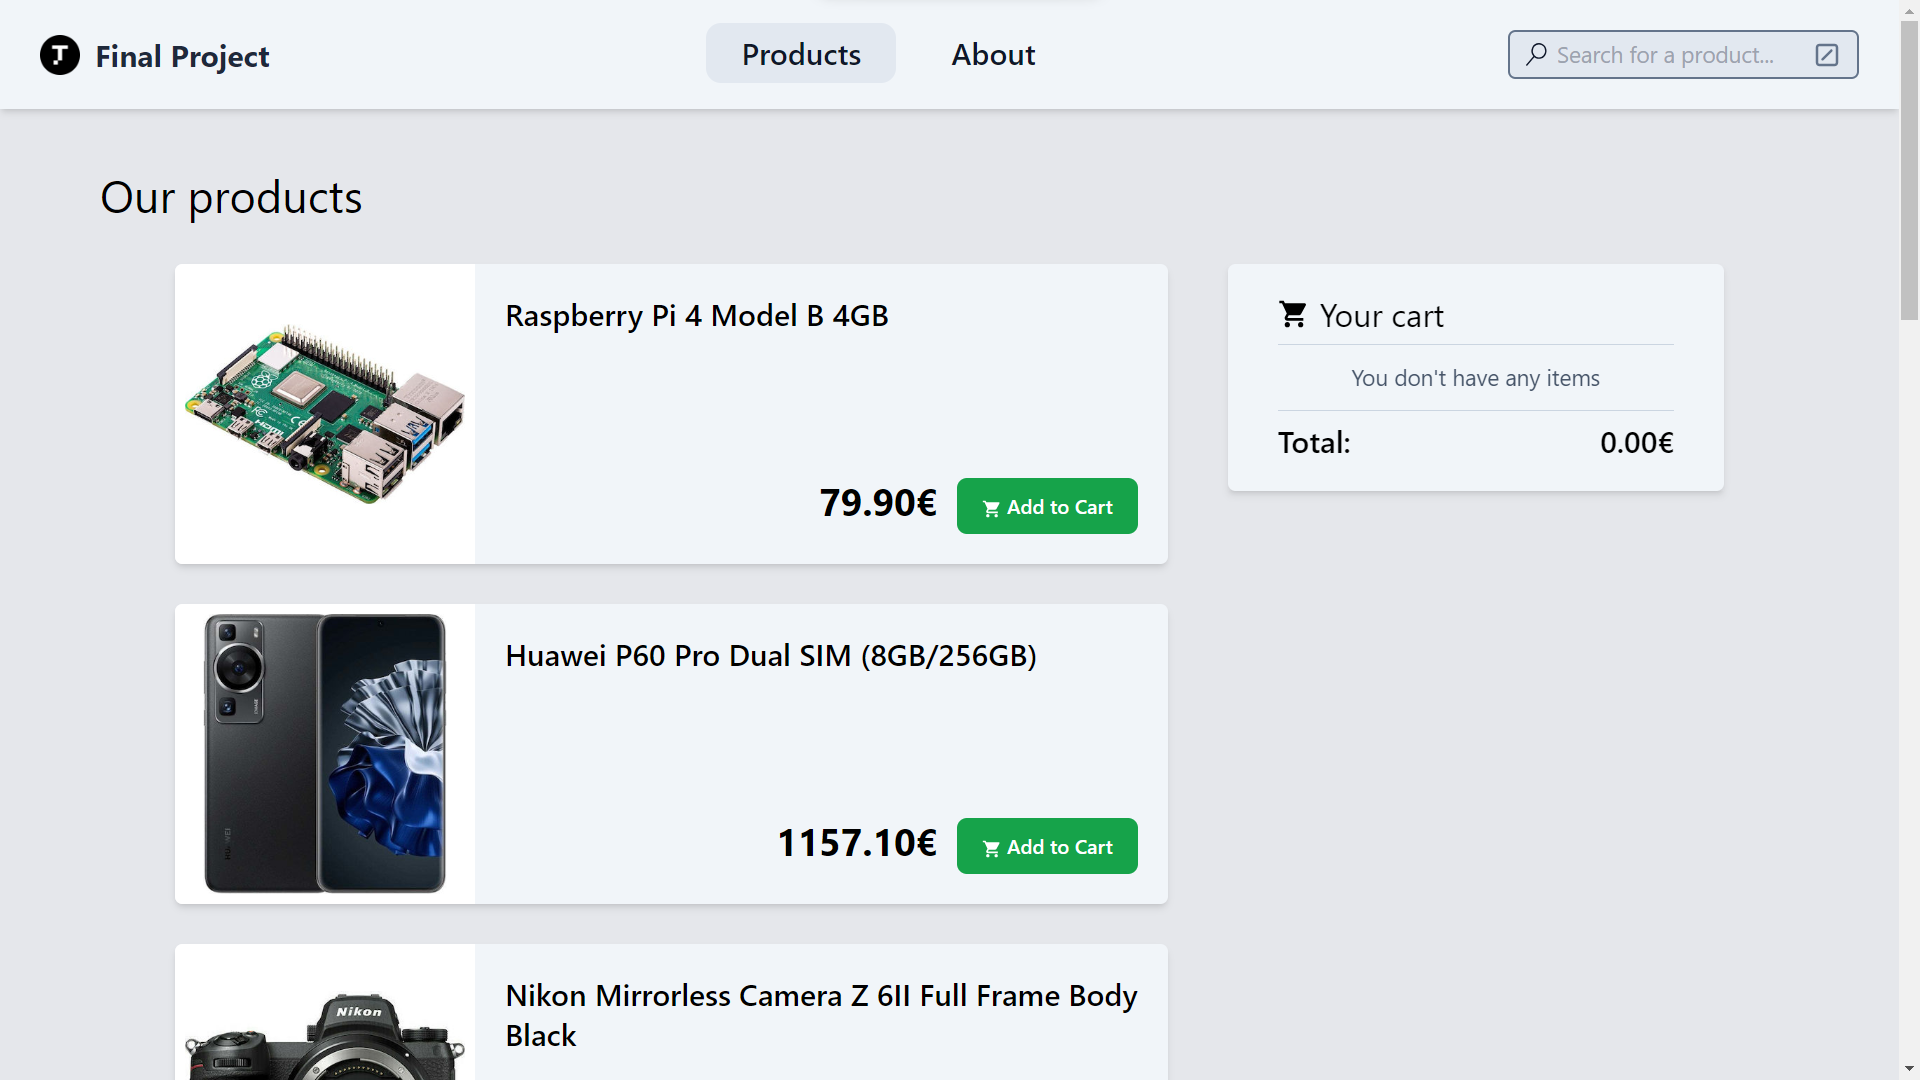 Final Project
Products
About
Search for a product...
Our products
Raspberry Pi 4 Model B 4GB
79.90€
Add to Cart
Your cart
You don't have any items
Total: 0.00€
Huawei P60 Pro Dual SIM (8GB/256GB)
1157.10€
Add to Cart
HUAWEI
Nikon Mirrorless Camera Z 6II Full Frame Body
Black
Nikon